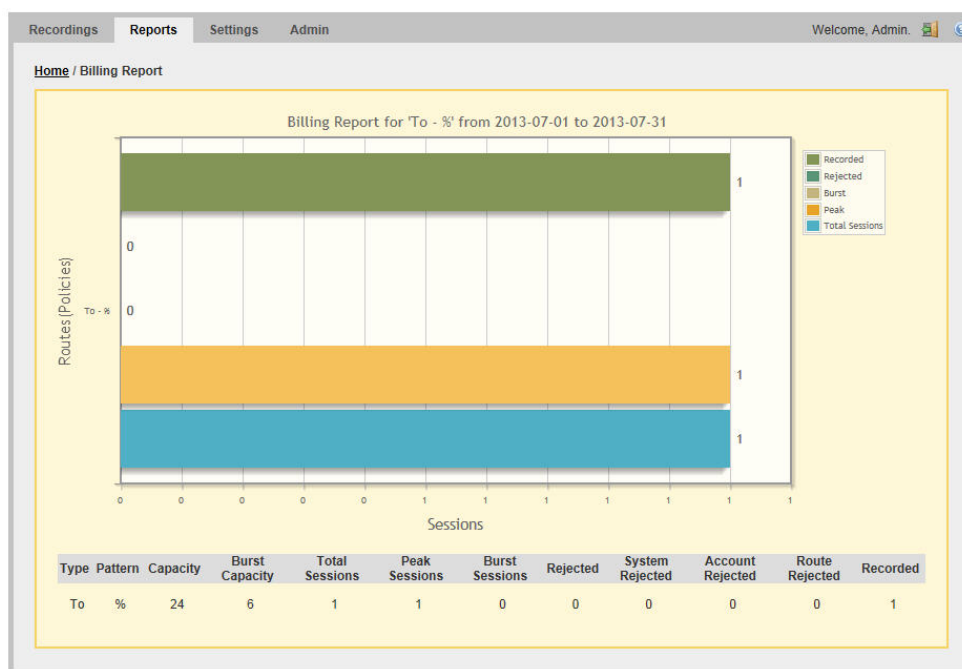 Recordings Reports Settings Admin Welcome, Admin.
Home / Billing Report
Billing Report for 'To - %' from 2013-07-01 to 2013-07-31
Recorded
Rejected
Burst
Peak
Total Sessions
1
0
0
1
1
Routes (Policies)
To - %
0 0 0 0 0 1 1 1 1 1 1 1
Sessions
Type Pattern Capacity Burst Capacity Total Sessions Peak Sessions Burst Sessions Rejected System Rejected Account Rejected Route Rejected Recorded
To % 24 6 1 1 0 0 0 0 0 1